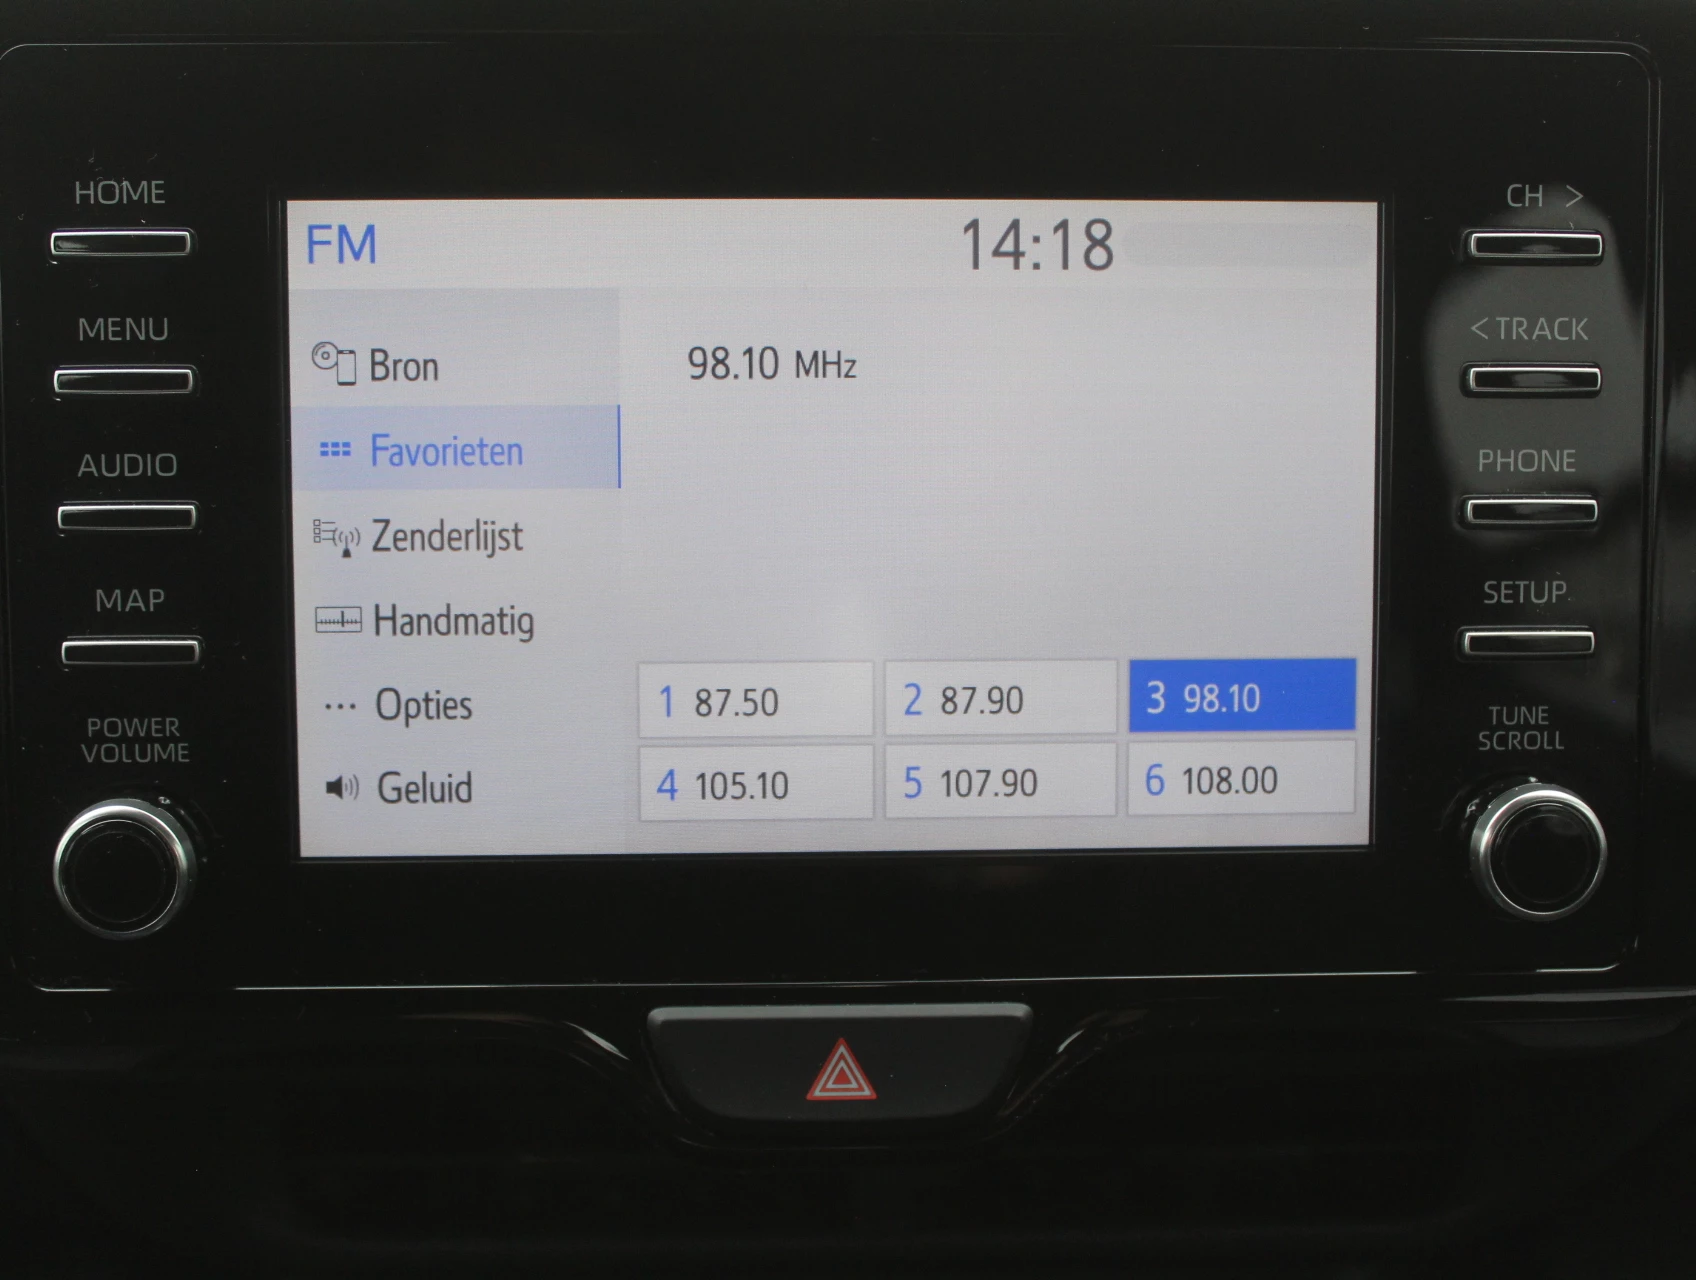 HOME
MENU
AUDIO
MAP
POWER
VOLUME
FM 14:18
Bron
Favorieten
Zenderlijst
Handmatig
Opties
Geluid
98.10 MHz
1 87.50 2 87.90 3 98.10
4 105.10 5 107.90 6 108.00
CH >
< TRACK
PHONE
SETUP
TUNE
SCROLL